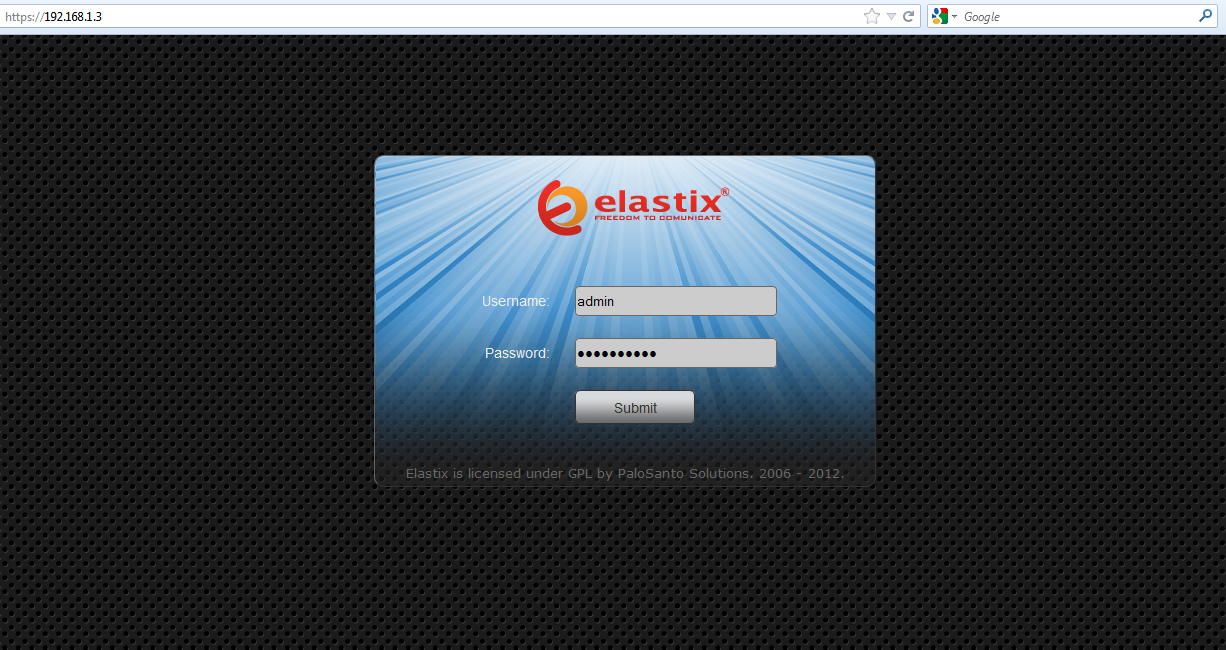 https://192.168.1.3
Google
elastix®
FREEDOM TO COMUNICATE
Username: admin
Password: ••••••••••
Submit
Elastix is licensed under GPL by PaloSanto Solutions. 2006 - 2012.